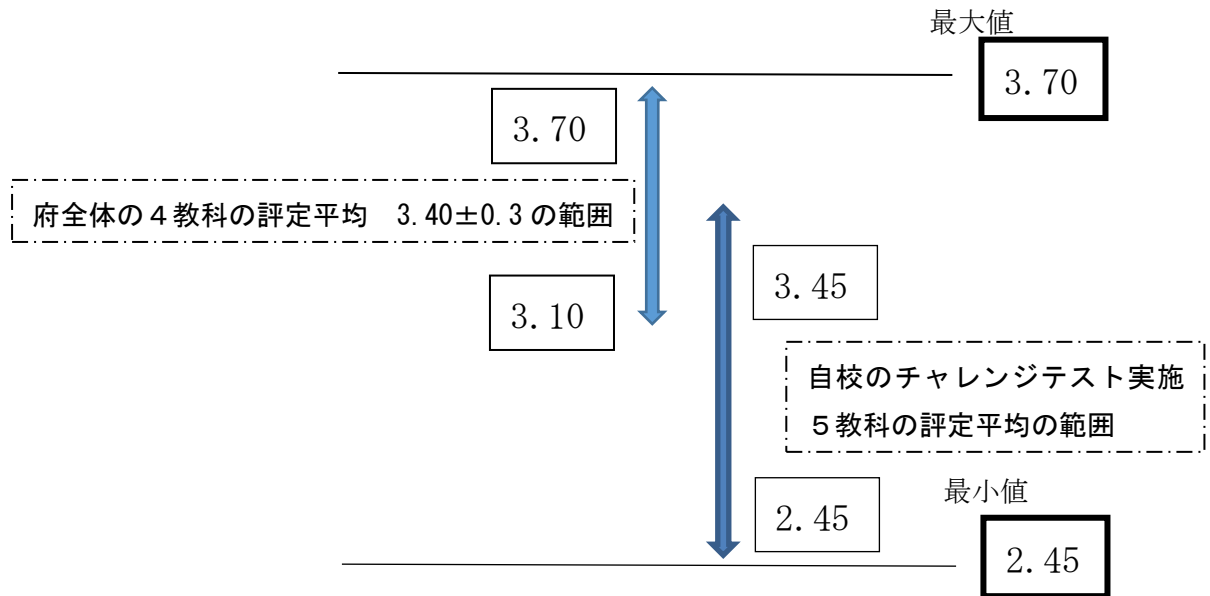 最大値
3.70
3.70
府全体の４教科の評定平均　3.40±0.3の範囲
3.45
3.10
自校のチャレンジテスト実施
５教科の評定平均の範囲
最小値
2.45
2.45